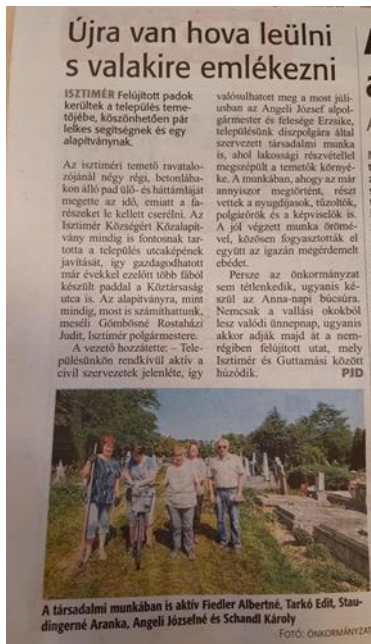 Újra van hova leülni
s valakire emlékezni
ISZTIMÉR Felújított padok
kerültek a település teme-
tőjébe, köszönhetően pár
lelkes segítségnek és egy
alapítványnak.
Az isztiméri temető ravatalo-
zójánál négy régi, betonlába-
kon álló pad ülő- és háttámláját
megette az idő, emiatt a fa-
részeket le kellett cserélni. Az
Isztimér Községért Közalapít-
vány mindig is fontosnak tar-
totta a település utcaképének
javítását, így gazdagodhatott
már évekkel ezelőtt több fából
készült paddal a Köztársaság
utca is. Az alapítványra, mint
mindig, most is számíthattunk,
meséli Gömbösné Rostaházi
Judit, Isztimér polgármestere.
A vezető hozzátette: – Tele-
pülésünkön rendkívül aktív a
civil szervezetek jelenléte, így
valósulhatott meg a most júli-
usban az Angeli József alpol-
gármester és felesége Erzsike,
településünk díszpolgára által
szervezett társadalmi munka
is, ahol lakossági részvétellel
megszépült a temetők környé-
ke. A munkában, ahogy az már
annyiszor megtörtént, részt
vettek a nyugdíjasok, tűzoltók,
polgárőrök és a képviselők is.
A jól végzett munka örömé-
vel, közösen fogyasztották el
együtt az igazán megérdemelt
ebédet.
Persze az önkormányzat
sem tétlenkedik, ugyanis ké-
szül az Anna-napi búcsúra.
Nemcsak a vallási okokból
lesz valódi ünnepnap, ugyanis
akkor adják majd át a nem-
régiben felújított utat, mely
Isztimér és Guttamási között
húzódik. PJD
A társadalmi munkában is aktív Fiedler Albertné, Tarkó Edit, Stau-
dingerné Aranka, Angeli Józsefné és Schandl Károly
FOTÓ: ÖNKORMÁNYZAT